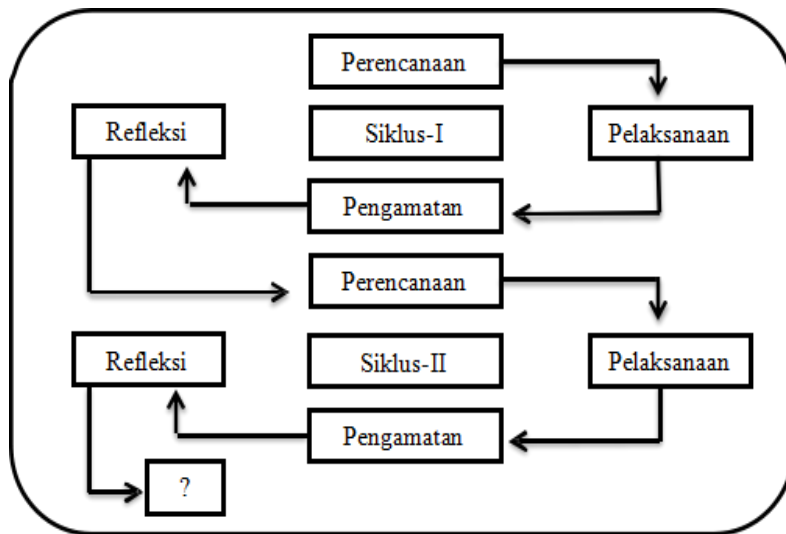 Perencanaan
Refleksi
Siklus-I
Pelaksanaan
Pengamatan
Perencanaan
Refleksi
Siklus-II
Pelaksanaan
Pengamatan
?